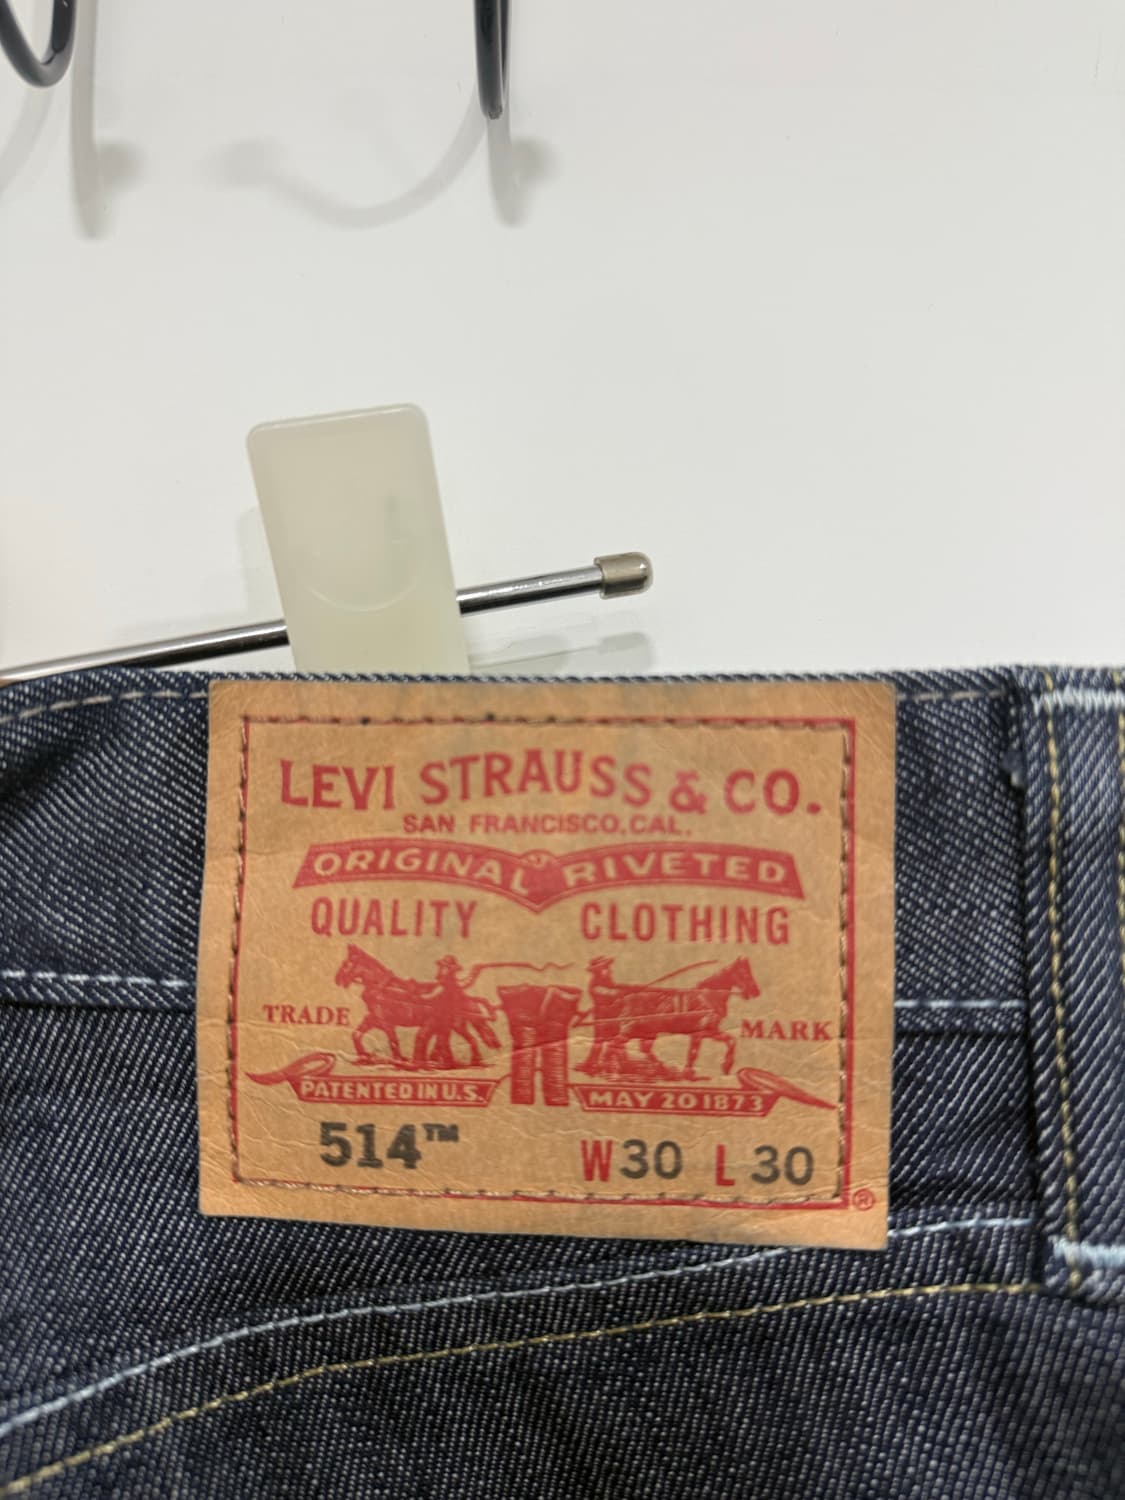 LEVI STRAUSS & CO.
SAN FRANCISCO, CAL.
ORIGINAL RIVETED
QUALITY CLOTHING
TRADE MARK
PATENTED IN U.S. MAY 20 1873
514™ W30 L30
®